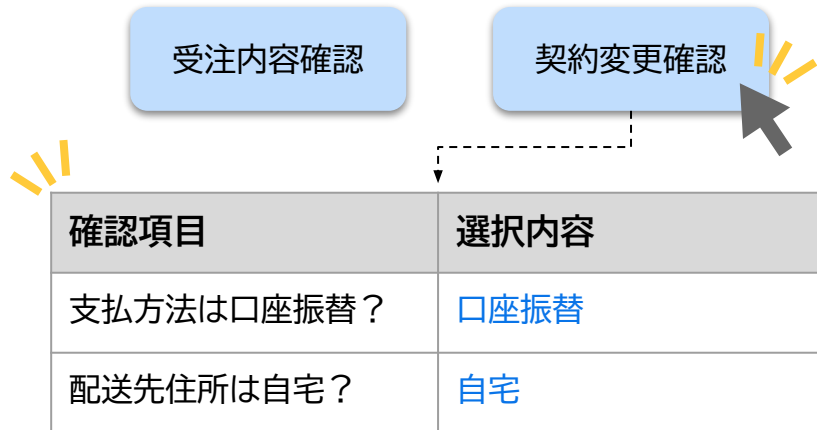 受注内容確認
契約変更確認
確認項目
選択内容
支払方法は口座振替？
口座振替
配送先住所は自宅？
自宅